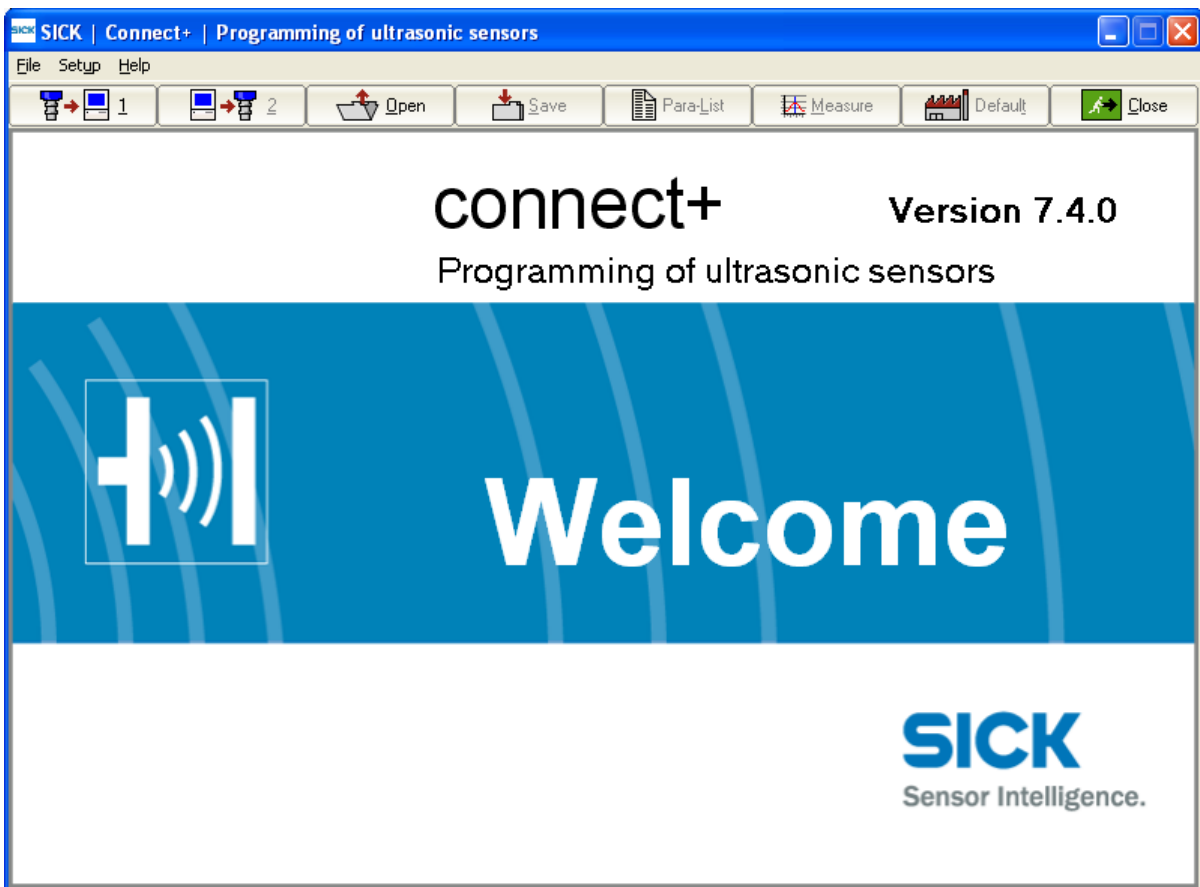 SICK SICK | Connect+ | Programming of ultrasonic sensors
File Setup Help
1 2 Open Save Para-List Measure Default Close
connect+ Version 7.4.0
Programming of ultrasonic sensors
Welcome
SICK
Sensor Intelligence.